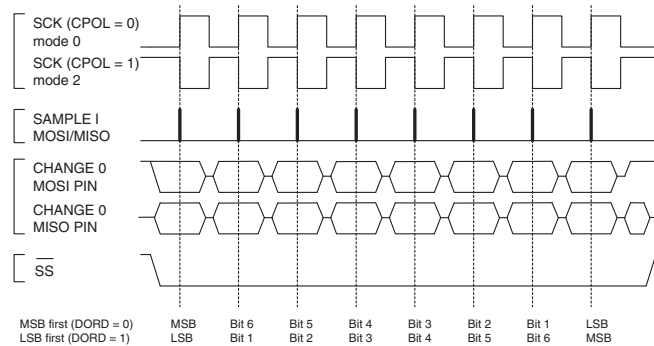 SCK (CPOL = 0)
mode 0
SCK (CPOL = 1)
mode 2
SAMPLE I
MOSI/MISO
CHANGE 0
MOSI PIN
CHANGE 0
MISO PIN
SS
MSB first (DORD = 0) MSB Bit 6 Bit 5 Bit 4 Bit 3 Bit 2 Bit 1 LSB
LSB first (DORD = 1) LSB Bit 1 Bit 2 Bit 3 Bit 4 Bit 5 Bit 6 MSB